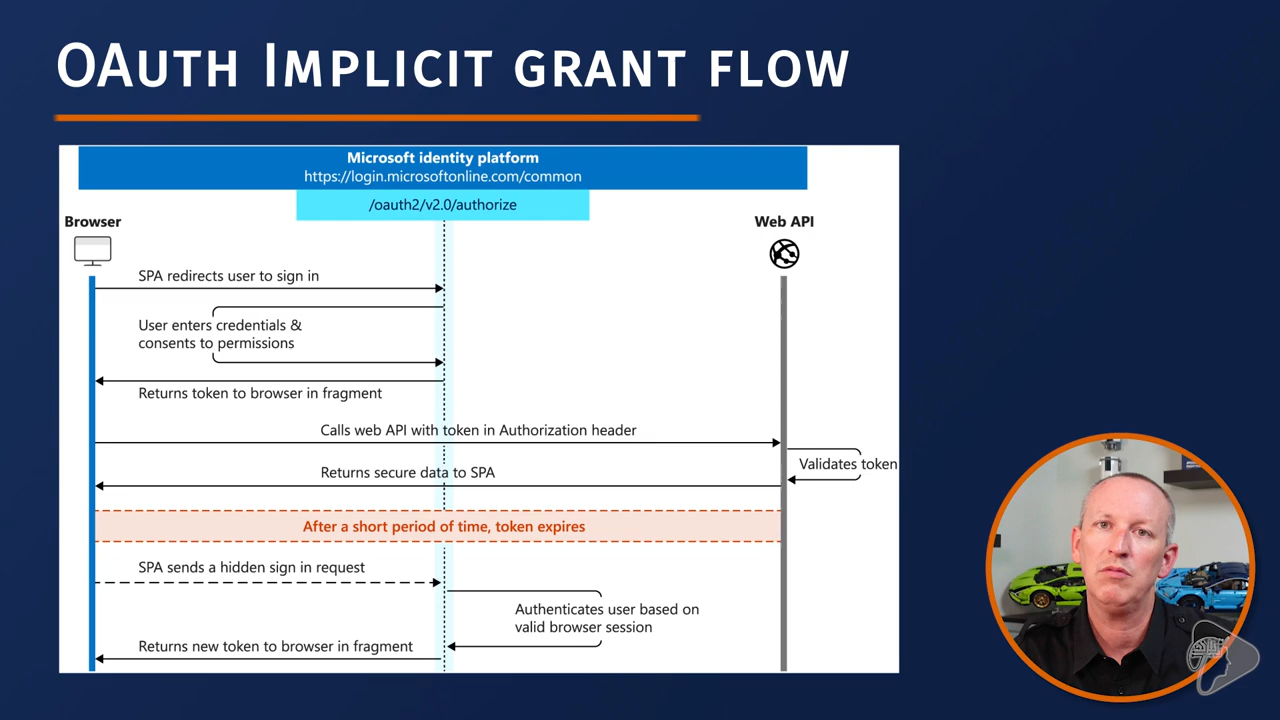 OAuth Implicit grant flow
Microsoft identity platform
https://login.microsoftonline.com/common
/oauth2/v2.0/authorize
Browser
Web API
SPA redirects user to sign in
User enters credentials &
consents to permissions
Returns token to browser in fragment
Calls web API with token in Authorization header
Validates token
Returns secure data to SPA
After a short period of time, token expires
SPA sends a hidden sign in request
Authenticates user based on
valid browser session
Returns new token to browser in fragment